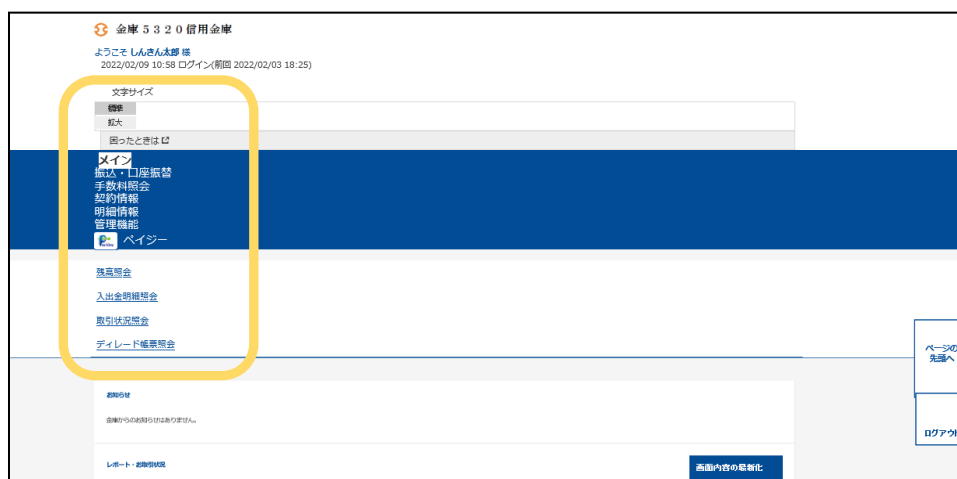 金庫５３２０信用金庫
ようこそ しんきん太郎 様
2022/02/09 10:58 ログイン(前回 2022/02/03 18:25)
文字サイズ
標準
拡大
困ったときは
メイン
振込・口座振替
手数料照会
契約情報
明細情報
管理機能
ペイジー
残高照会
入出金明細照会
取引状況照会
ディレード帳票照会
ページの
先頭へ
お知らせ
金庫からのお知らせはありません。
ログアウト
レポート・お取引状況
画面内容の最新化